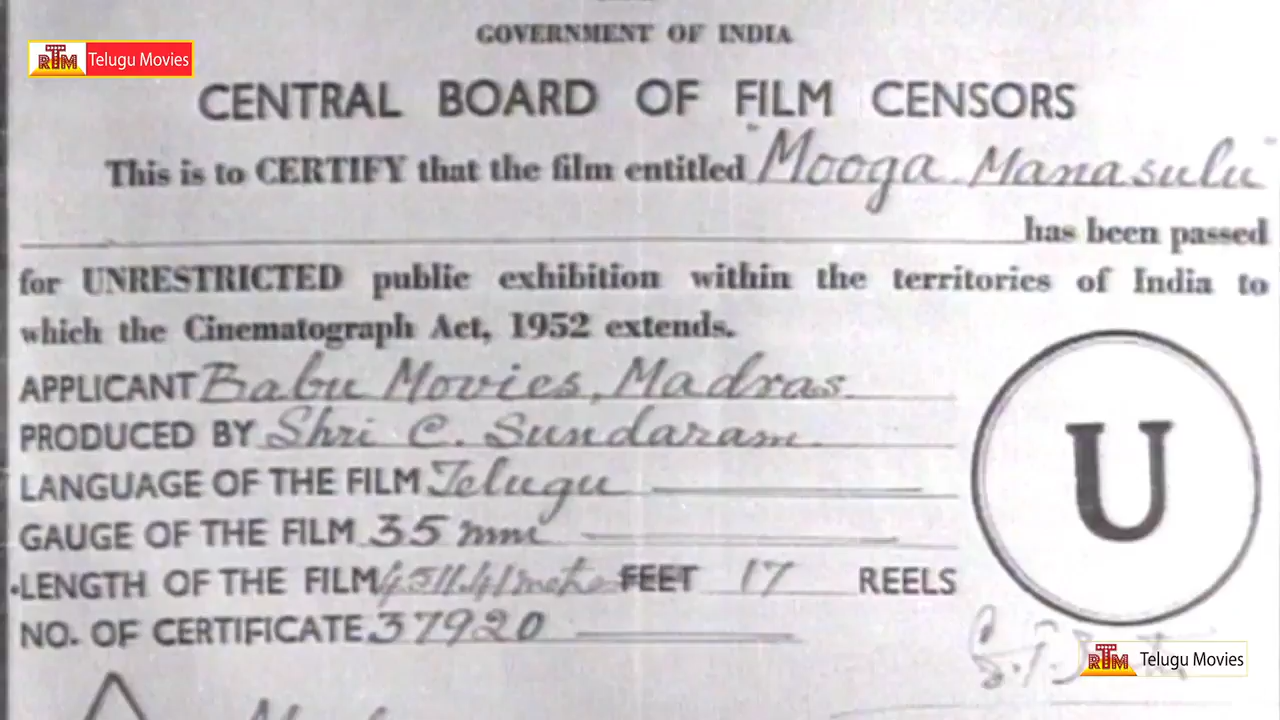 GOVERNMENT OF INDIA
RTM Telugu Movies
CENTRAL BOARD OF FILM CENSORS
This is to CERTIFY that the film entitled "Mooga Manasulu"
has been passed
for UNRESTRICTED public exhibition within the territories of India to
which the Cinematograph Act, 1952 extends.
APPLICANT Babu Movies, Madras.
PRODUCED BY Shri C. Sundaram.
LANGUAGE OF THE FILM Telugu
GAUGE OF THE FILM 35 mm
LENGTH OF THE FILM FEET 17 REELS
NO. OF CERTIFICATE 37920
U
RTM Telugu Movies